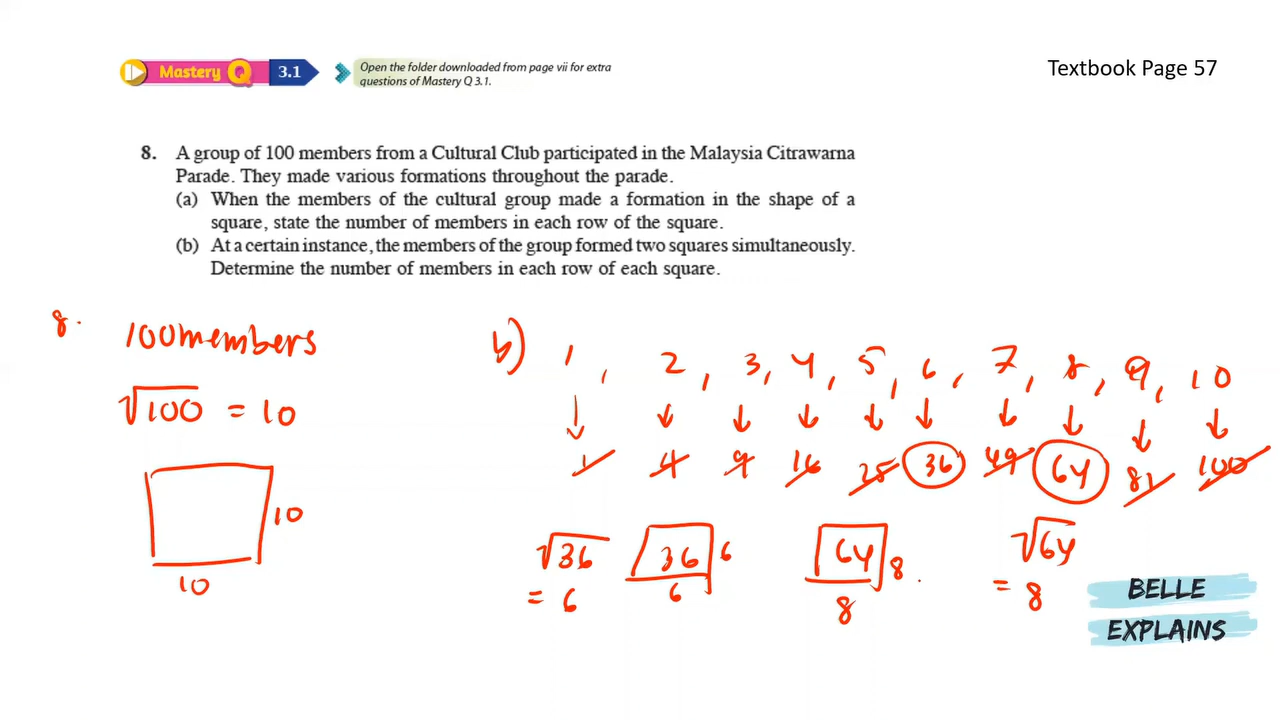 Mastery Q 3.1
Open the folder downloaded from page vii for extra
questions of Mastery Q 3.1.
Textbook Page 57
8. A group of 100 members from a Cultural Club participated in the Malaysia Citrawarna
Parade. They made various formations throughout the parade.
(a) When the members of the cultural group made a formation in the shape of a
square, state the number of members in each row of the square.
(b) At a certain instance, the members of the group formed two squares simultaneously.
Determine the number of members in each row of each square.
8.
100 members
√100 = 10
10
10
b) 1, 2, 3, 4, 5, 6, 7, 8, 9, 10
1 4 9 16 25 36 49 64 81 100
√36 36 6 64 8 √64
= 6 6 8 = 8
BELLE
EXPLAINS